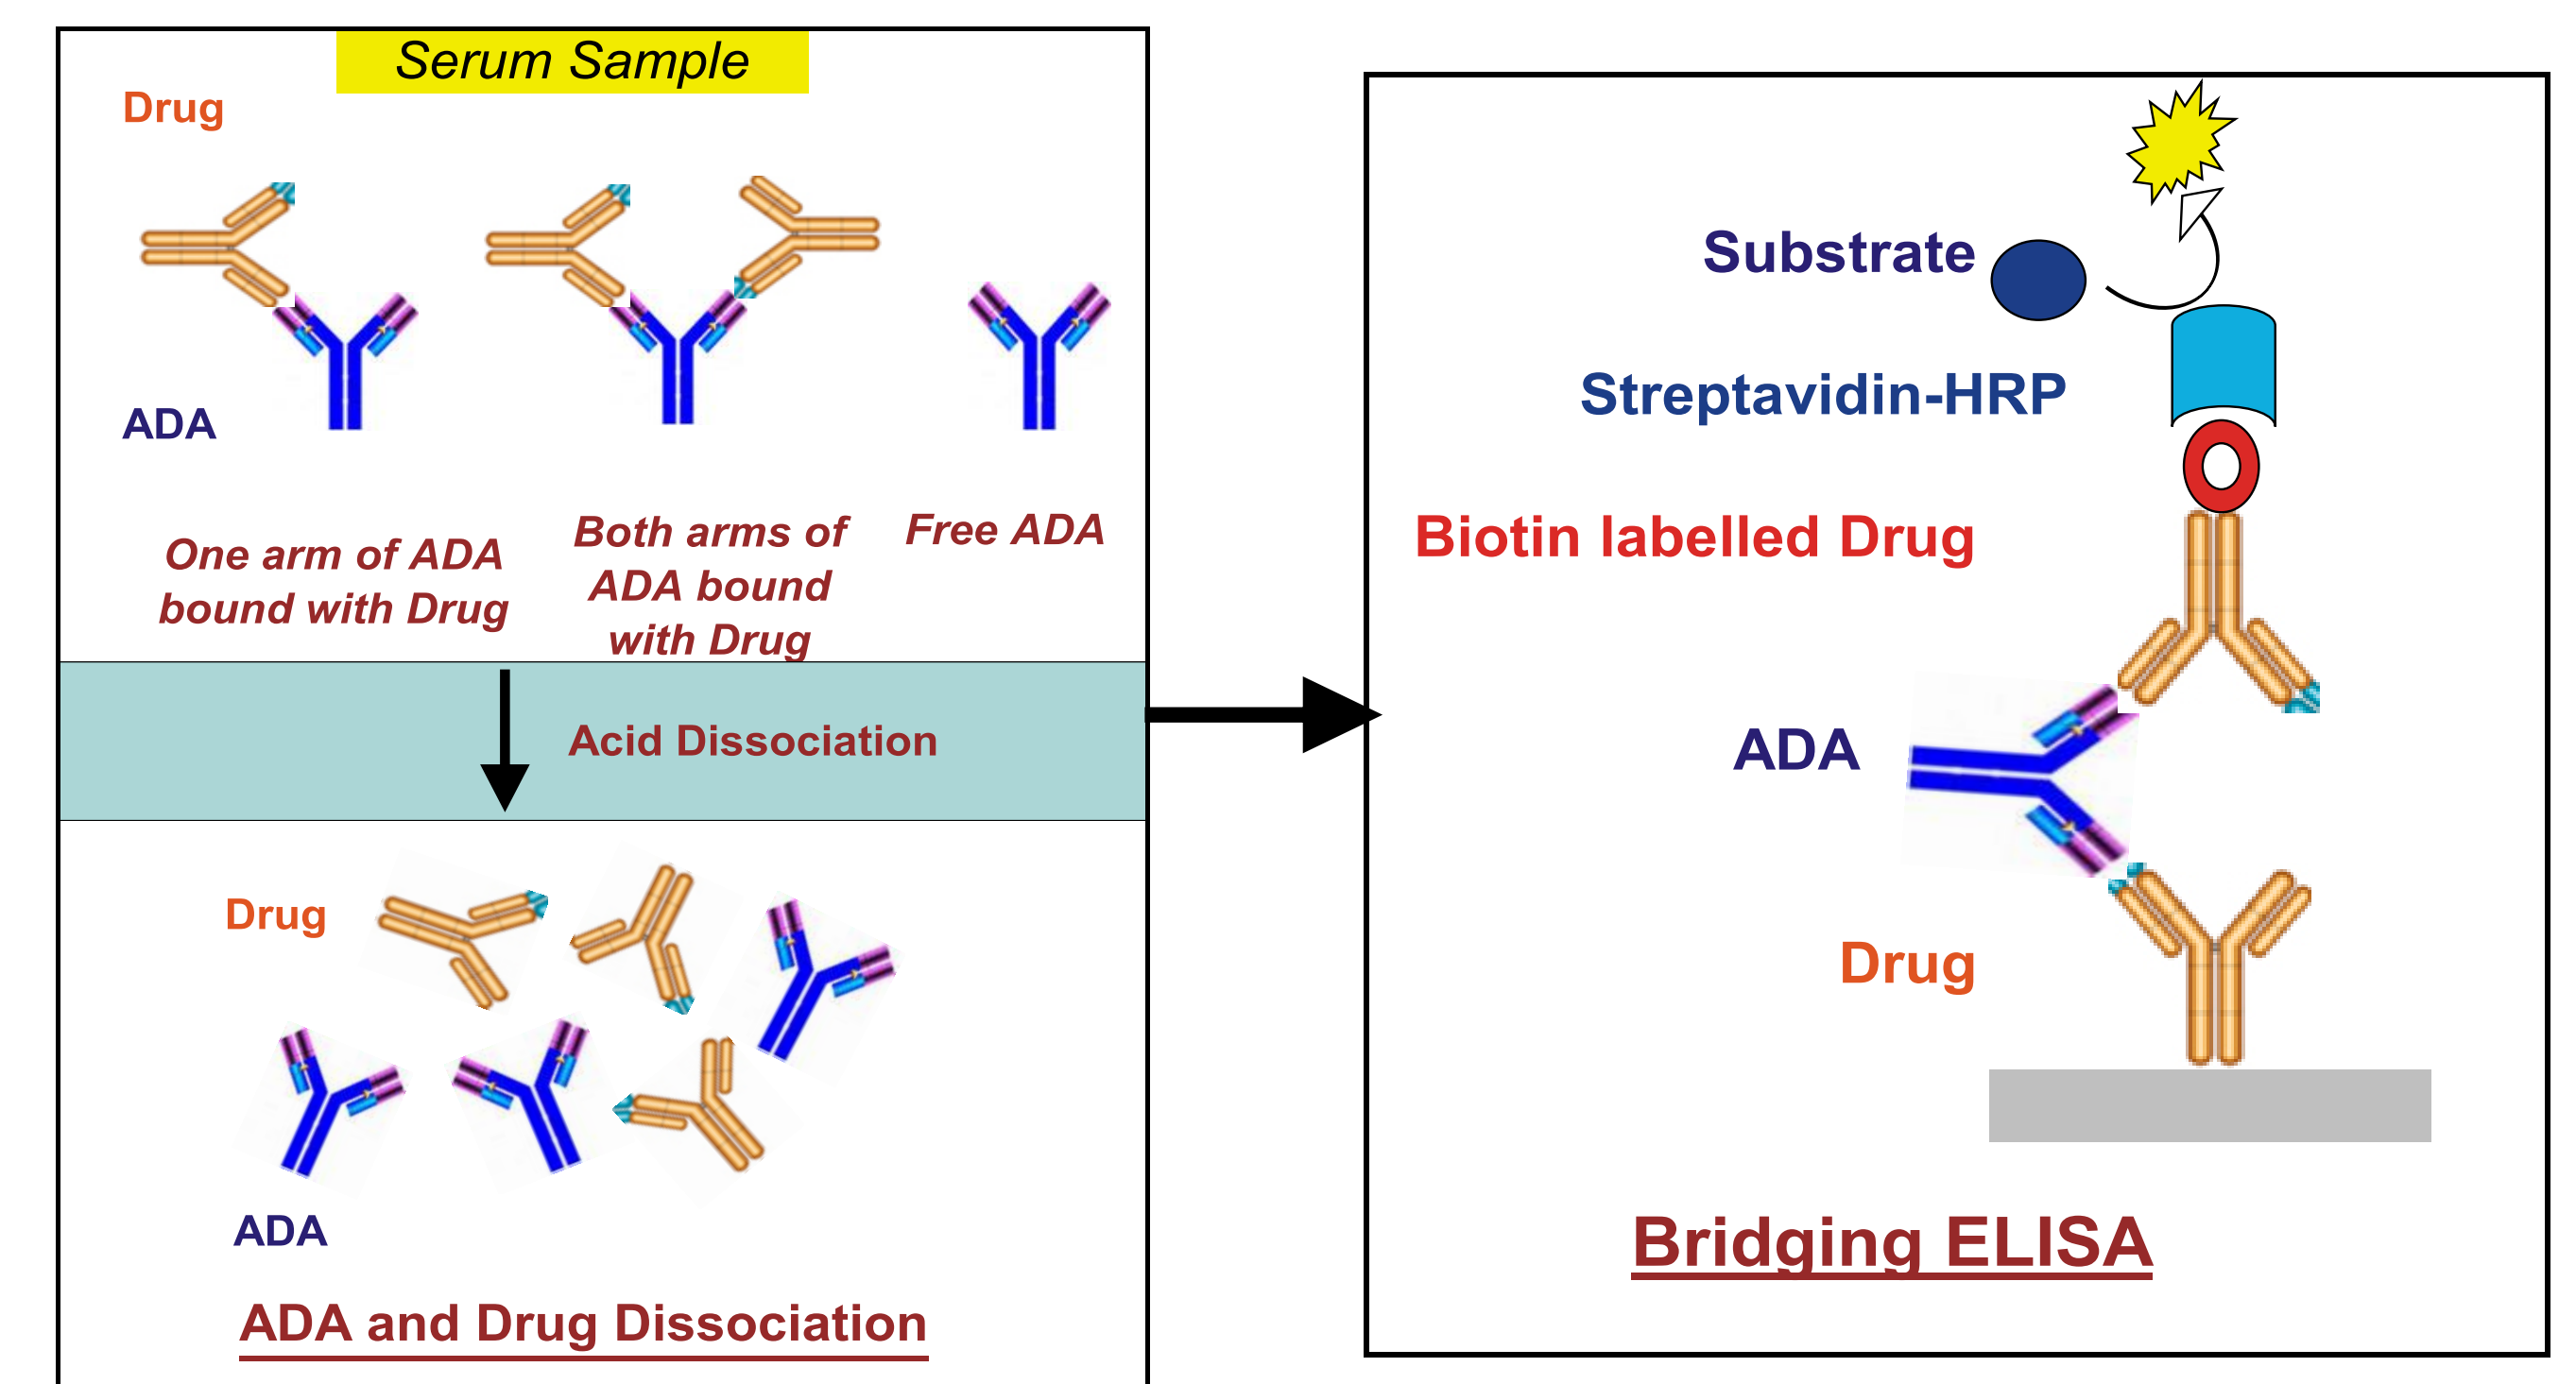 Serum Sample
Drug
ADA
One arm of ADA
bound with Drug
Both arms of
ADA bound
with Drug
Free ADA
Acid Dissociation
Drug
ADA
ADA and Drug Dissociation
Substrate
Streptavidin-HRP
Biotin labelled Drug
ADA
Drug
Bridging ELISA